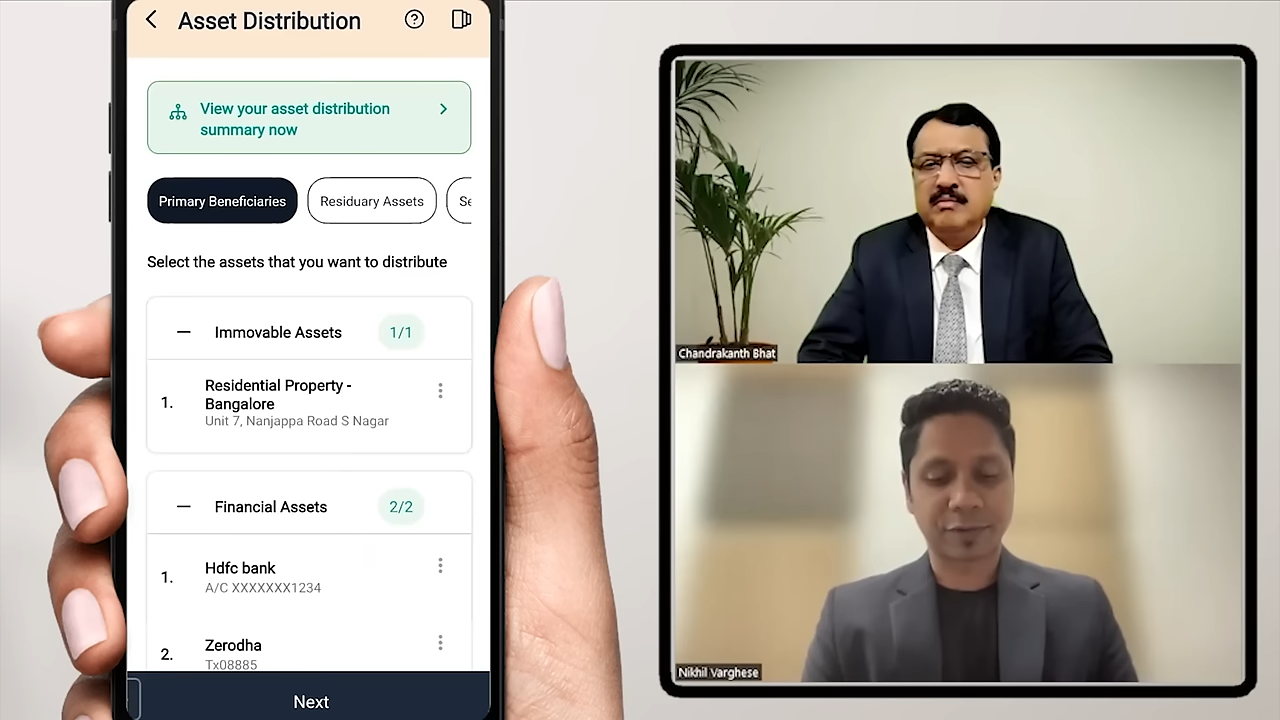 Asset Distribution
View your asset distribution
summary now
Primary Beneficiaries
Residuary Assets
Se
Select the assets that you want to distribute
Immovable Assets
1/1
1.
Residential Property -
Bangalore
Unit 7, Nanjappa Road S Nagar
Financial Assets
2/2
1.
Hdfc bank
A/C XXXXXXX1234
2.
Zerodha
Tx08885
Next
Chandrakanth Bhat
Nikhil Varghese